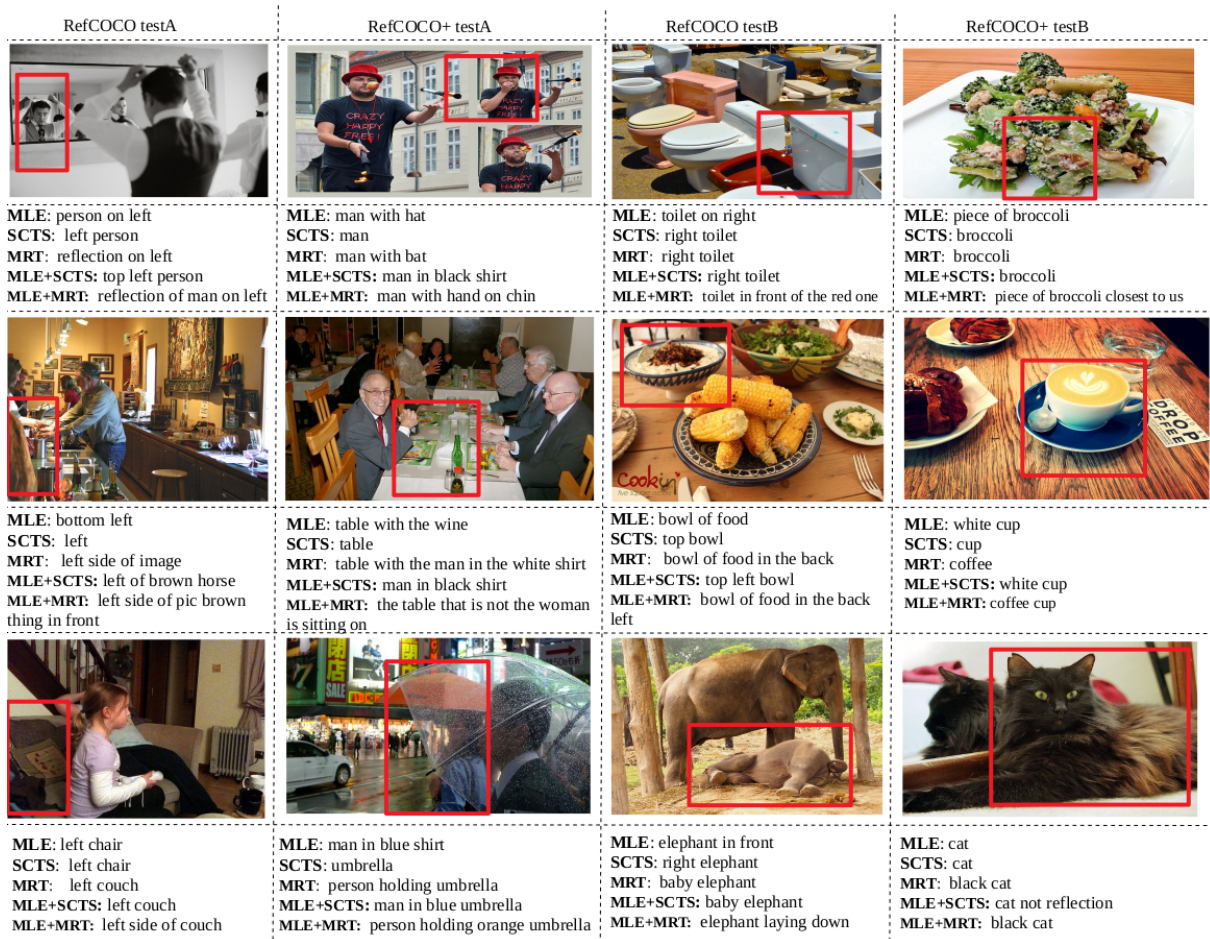 RefCOCO testA
RefCOCO+ testA
RefCOCO testB
RefCOCO+ testB
CRAZY
HAPPY
FREE!
CRAZY
HAPPY
FREE!
CRAZY
HAPPY
MLE: person on left
SCTS: left person
MRT: reflection on left
MLE+SCTS: top left person
MLE+MRT: reflection of man on left
MLE: man with hat
SCTS: man
MRT: man with bat
MLE+SCTS: man in black shirt
MLE+MRT: man with hand on chin
MLE: toilet on right
SCTS: right toilet
MRT: right toilet
MLE+SCTS: right toilet
MLE+MRT: toilet in front of the red one
MLE: piece of broccoli
SCTS: broccoli
MRT: broccoli
MLE+SCTS: broccoli
MLE+MRT: piece of broccoli closest to us
Cookin
DROP
COFFEE
MLE: bottom left
SCTS: left
MRT: left side of image
MLE+SCTS: left of brown horse
MLE+MRT: left side of pic brown
thing in front
MLE: table with the wine
SCTS: table
MRT: table with the man in the white shirt
MLE+SCTS: man in black shirt
MLE+MRT: the table that is not the woman
is sitting on
MLE: bowl of food
SCTS: top bowl
MRT: bowl of food in the back
MLE+SCTS: top left bowl
MLE+MRT: bowl of food in the back
left
MLE: white cup
SCTS: cup
MRT: coffee
MLE+SCTS: white cup
MLE+MRT: coffee cup
SALE
MLE: left chair
SCTS: left chair
MRT: left couch
MLE+SCTS: left couch
MLE+MRT: left side of couch
MLE: man in blue shirt
SCTS: umbrella
MRT: person holding umbrella
MLE+SCTS: man in blue umbrella
MLE+MRT: person holding orange umbrella
MLE: elephant in front
SCTS: right elephant
MRT: baby elephant
MLE+SCTS: baby elephant
MLE+MRT: elephant laying down
MLE: cat
SCTS: cat
MRT: black cat
MLE+SCTS: cat not reflection
MLE+MRT: black cat